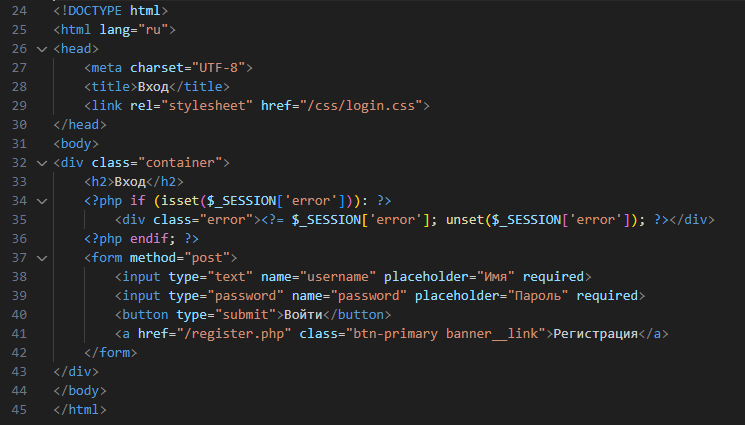 24 <!DOCTYPE html>
25 <html lang="ru">
26 <head>
27     <meta charset="UTF-8">
28     <title>Вход</title>
29     <link rel="stylesheet" href="/css/login.css">
30 </head>
31 <body>
32 <div class="container">
33     <h2>Вход</h2>
34     <?php if (isset($_SESSION['error'])): ?>
35         <div class="error"><?= $_SESSION['error']; unset($_SESSION['error']); ?></div>
36     <?php endif; ?>
37     <form method="post">
38         <input type="text" name="username" placeholder="Имя" required>
39         <input type="password" name="password" placeholder="Пароль" required>
40         <button type="submit">Войти</button>
41         <a href="/register.php" class="btn-primary banner__link">Регистрация</a>
42     </form>
43 </div>
44 </body>
45 </html>